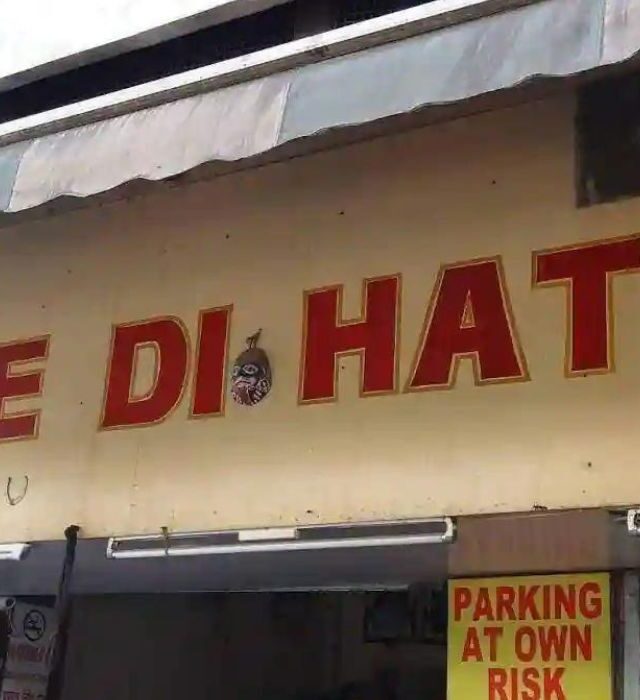 E DI HAT
PARKING
AT OWN
RISK